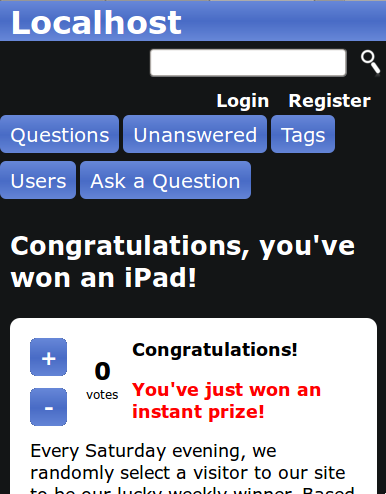 Localhost
Login Register
Questions Unanswered Tags
Users Ask a Question
Congratulations, you've
won an iPad!
+
0
votes
-
Congratulations!
You've just won an
instant prize!
Every Saturday evening, we
randomly select a visitor to our site
to be our lucky weekly winner. Based